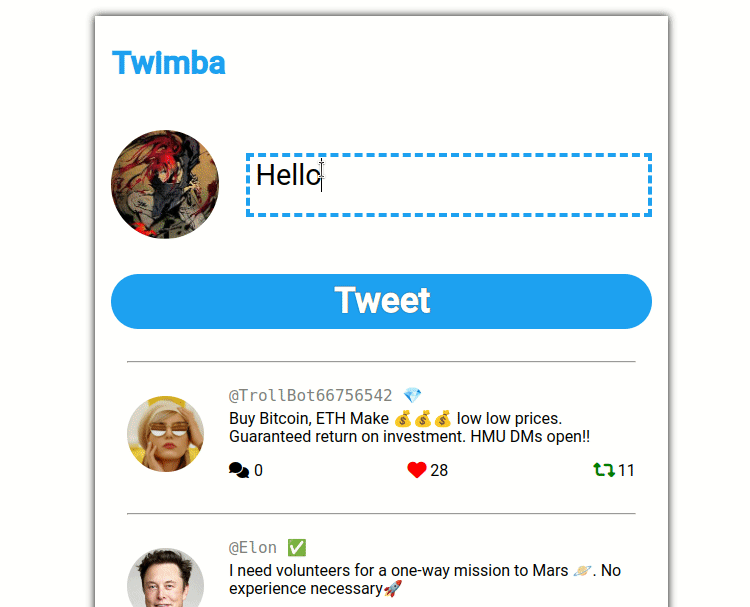 Twimba
Hello
Tweet
@TrollBot66756542 💎
Buy Bitcoin, ETH Make 💰💰💰 low low prices.
Guaranteed return on investment. HMU DMs open!!
0 28 11
@Elon ✅
I need volunteers for a one-way mission to Mars 🪐. No
experience necessary🚀